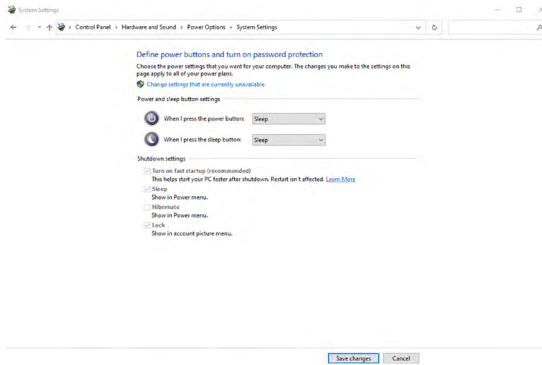 System Settings
Control Panel > Hardware and Sound > Power Options > System Settings
Define power buttons and turn on password protection
Choose the power settings that you want for your computer. The changes you make to the settings on this
page apply to all of your power plans.
Change settings that are currently unavailable
Power and sleep button settings
When I press the power button: Sleep
When I press the sleep button: Sleep
Shutdown settings
Turn on fast startup (recommended)
This helps start your PC faster after shutdown. Restart isn't affected. Learn More
Sleep
Show in Power menu.
Hibernate
Show in Power menu.
Lock
Show in account picture menu.
Save changes Cancel